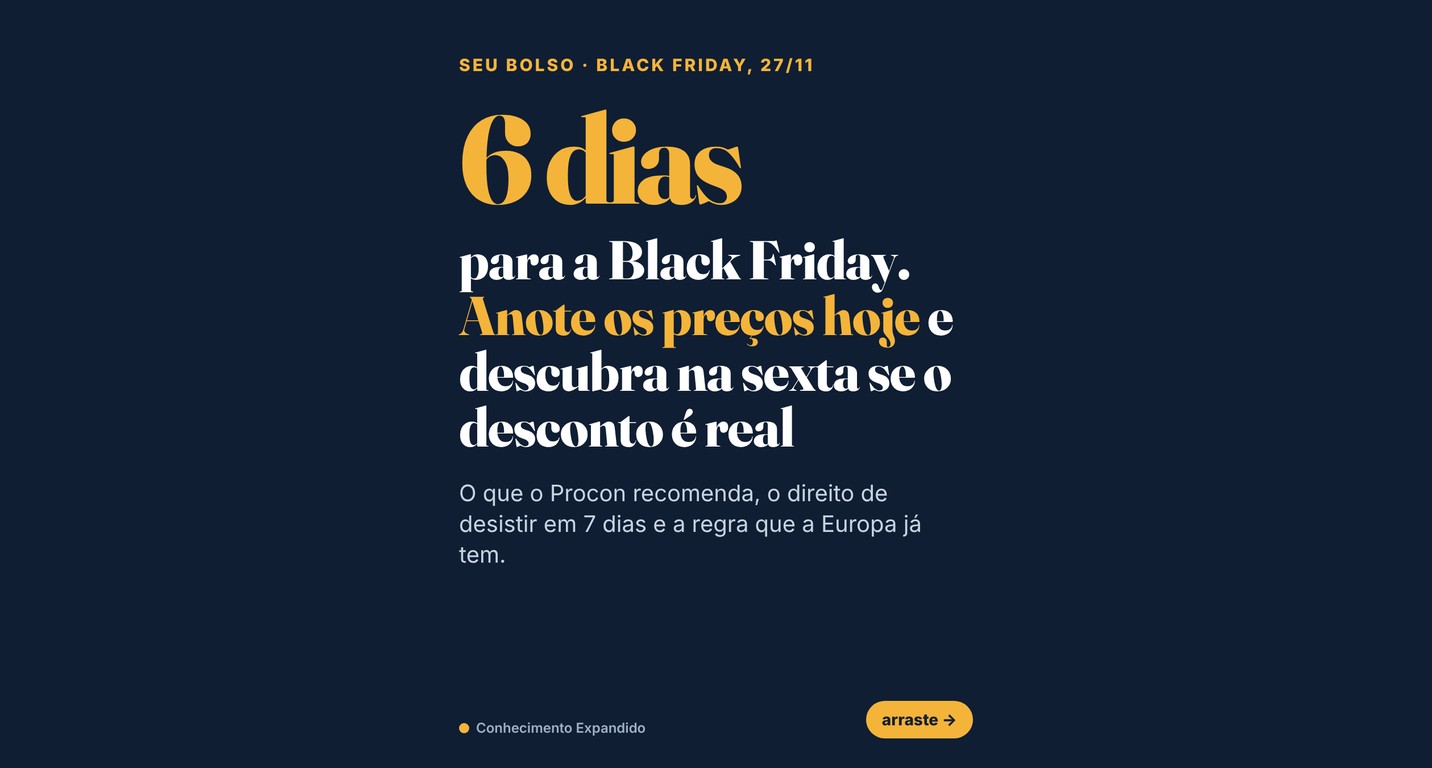 SEU BOLSO · BLACK FRIDAY, 27/11
6 dias
para a Black Friday.
Anote os preços hoje e
descubra na sexta se o
desconto é real
O que o Procon recomenda, o direito de
desistir em 7 dias e a regra que a Europa já
tem.
Conhecimento Expandido
arraste →